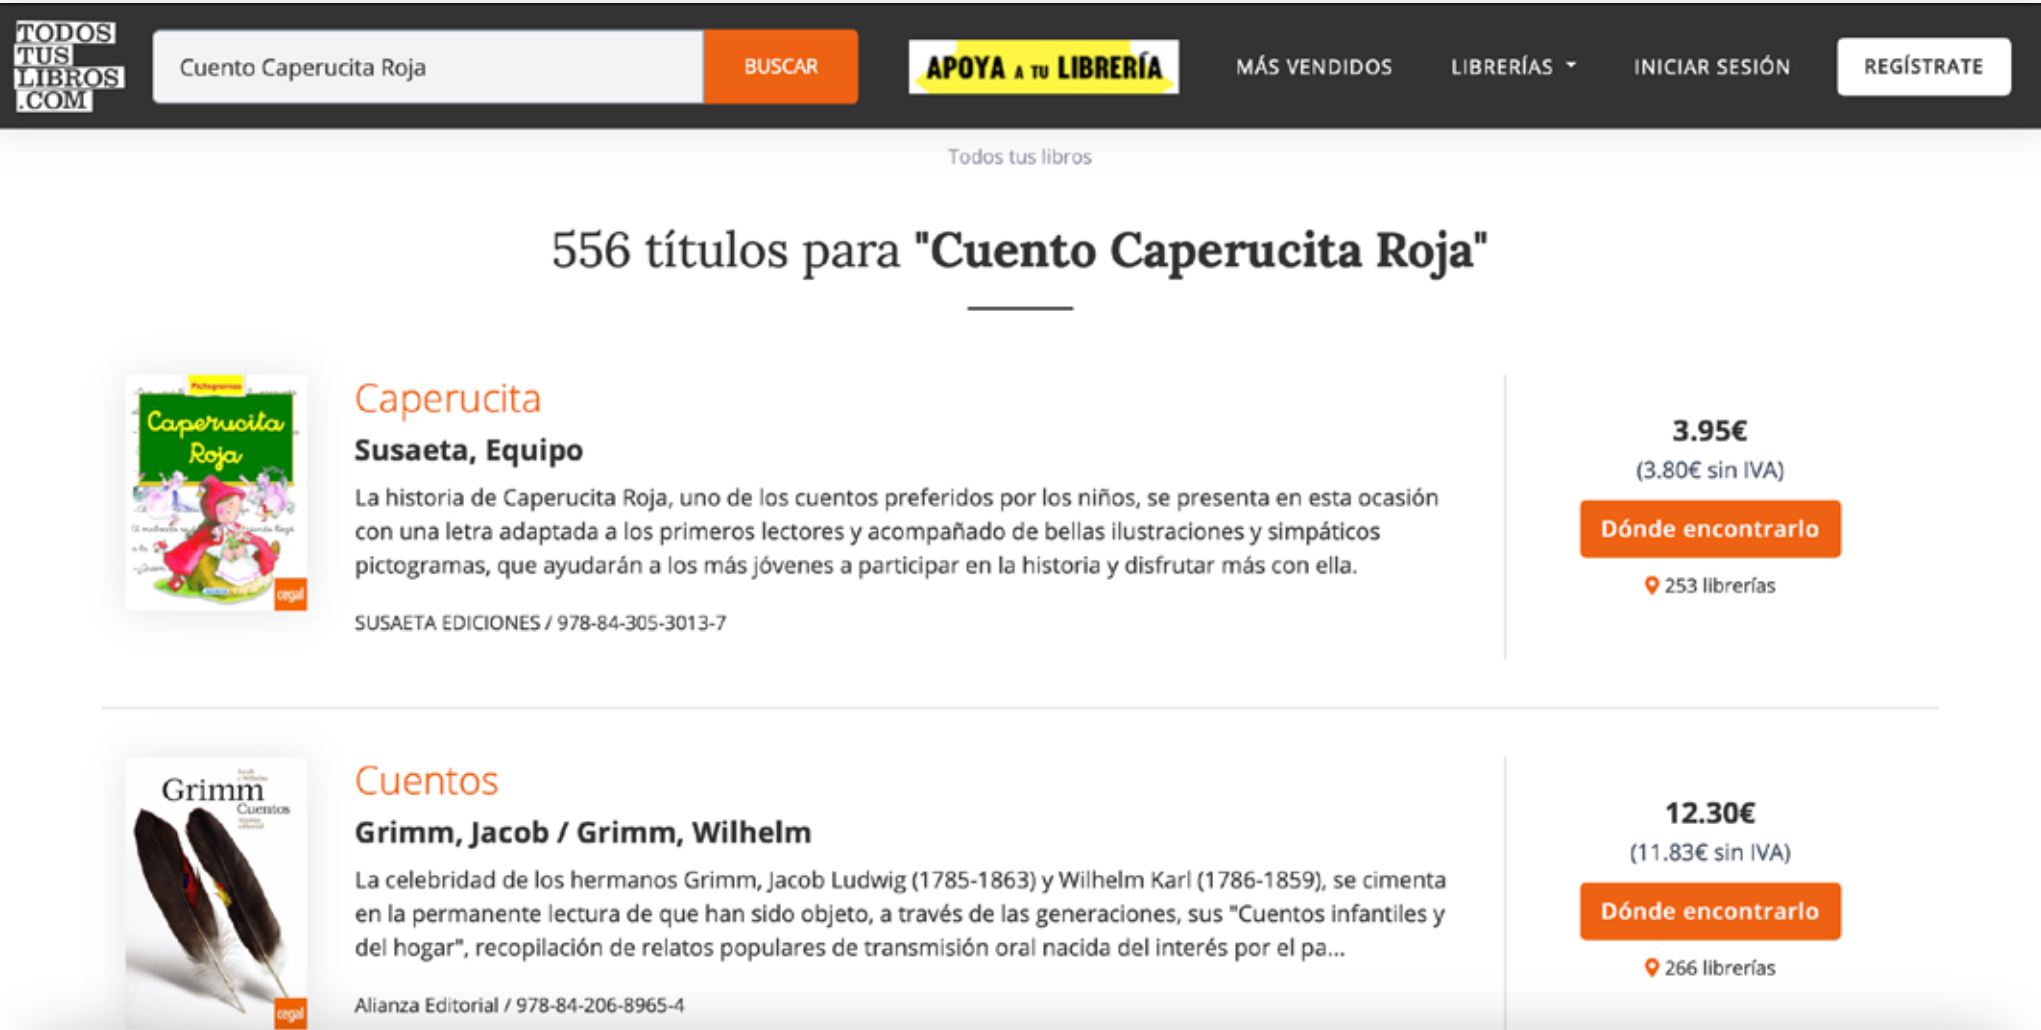 TODOS
TUS
LIBROS
.COM
Cuento Caperucita Roja
BUSCAR
APOYA A TU LIBRERÍA
MÁS VENDIDOS
LIBRERÍAS
INICIAR SESIÓN
REGÍSTRATE
Todos tus libros
556 títulos para "Cuento Caperucita Roja"
Pictogramas
Caperucita
Roja
cegal
Caperucita
Susaeta, Equipo
La historia de Caperucita Roja, uno de los cuentos preferidos por los niños, se presenta en esta ocasión
con una letra adaptada a los primeros lectores y acompañado de bellas ilustraciones y simpáticos
pictogramas, que ayudarán a los más jóvenes a participar en la historia y disfrutar más con ella.
SUSAETA EDICIONES / 978-84-305-3013-7
3.95€
(3.80€ sin IVA)
Dónde encontrarlo
253 librerías
Grimm
Cuentos
cegal
Cuentos
Grimm, Jacob / Grimm, Wilhelm
La celebridad de los hermanos Grimm, Jacob Ludwig (1785-1863) y Wilhelm Karl (1786-1859), se cimenta
en la permanente lectura de que han sido objeto, a través de las generaciones, sus "Cuentos infantiles y
del hogar", recopilación de relatos populares de transmisión oral nacida del interés por el pa...
Alianza Editorial / 978-84-206-8965-4
12.30€
(11.83€ sin IVA)
Dónde encontrarlo
266 librerías